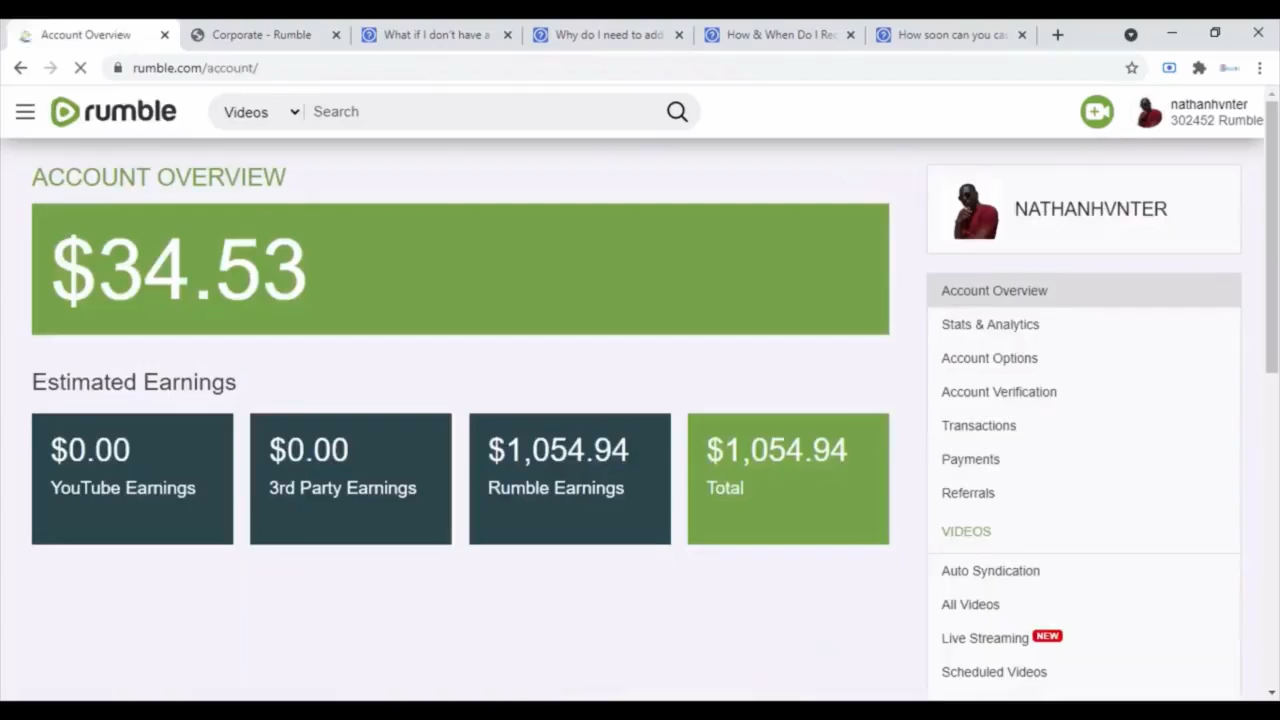 Account Overview
Corporate - Rumble
What if I don't have a
Why do I need to add
How & When Do I Rec
How soon can you ca
rumble.com/account/
rumble
Videos
Search
nathanhvnter
302452 Rumble
ACCOUNT OVERVIEW
$34.53
Estimated Earnings
$0.00
YouTube Earnings
$0.00
3rd Party Earnings
$1,054.94
Rumble Earnings
$1,054.94
Total
NATHANHVNTER
Account Overview
Stats & Analytics
Account Options
Account Verification
Transactions
Payments
Referrals
VIDEOS
Auto Syndication
All Videos
Live Streaming NEW
Scheduled Videos